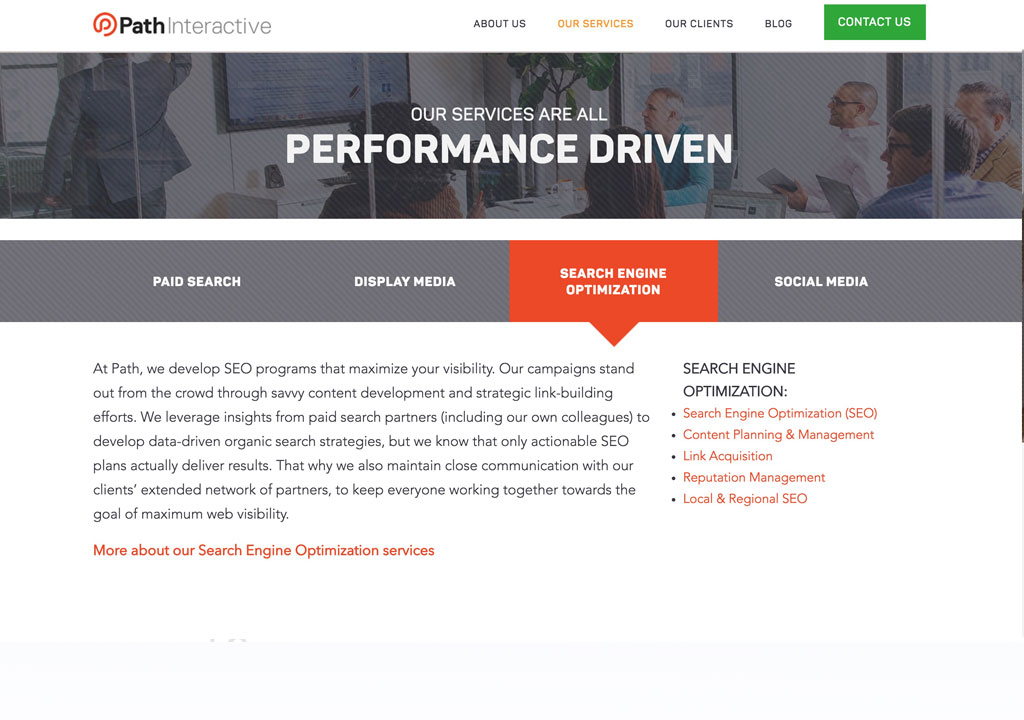 PathInteractive
ABOUT US
OUR SERVICES
OUR CLIENTS
BLOG
CONTACT US
OUR SERVICES ARE ALL
PERFORMANCE DRIVEN
PAID SEARCH
DISPLAY MEDIA
SEARCH ENGINE
OPTIMIZATION
SOCIAL MEDIA
At Path, we develop SEO programs that maximize your visibility. Our campaigns stand
out from the crowd through savvy content development and strategic link-building
efforts. We leverage insights from paid search partners (including our own colleagues) to
develop data-driven organic search strategies, but we know that only actionable SEO
plans actually deliver results. That why we also maintain close communication with our
clients’ extended network of partners, to keep everyone working together towards the
goal of maximum web visibility.
More about our Search Engine Optimization services
SEARCH ENGINE
OPTIMIZATION:
• Search Engine Optimization (SEO)
• Content Planning & Management
• Link Acquisition
• Reputation Management
• Local & Regional SEO